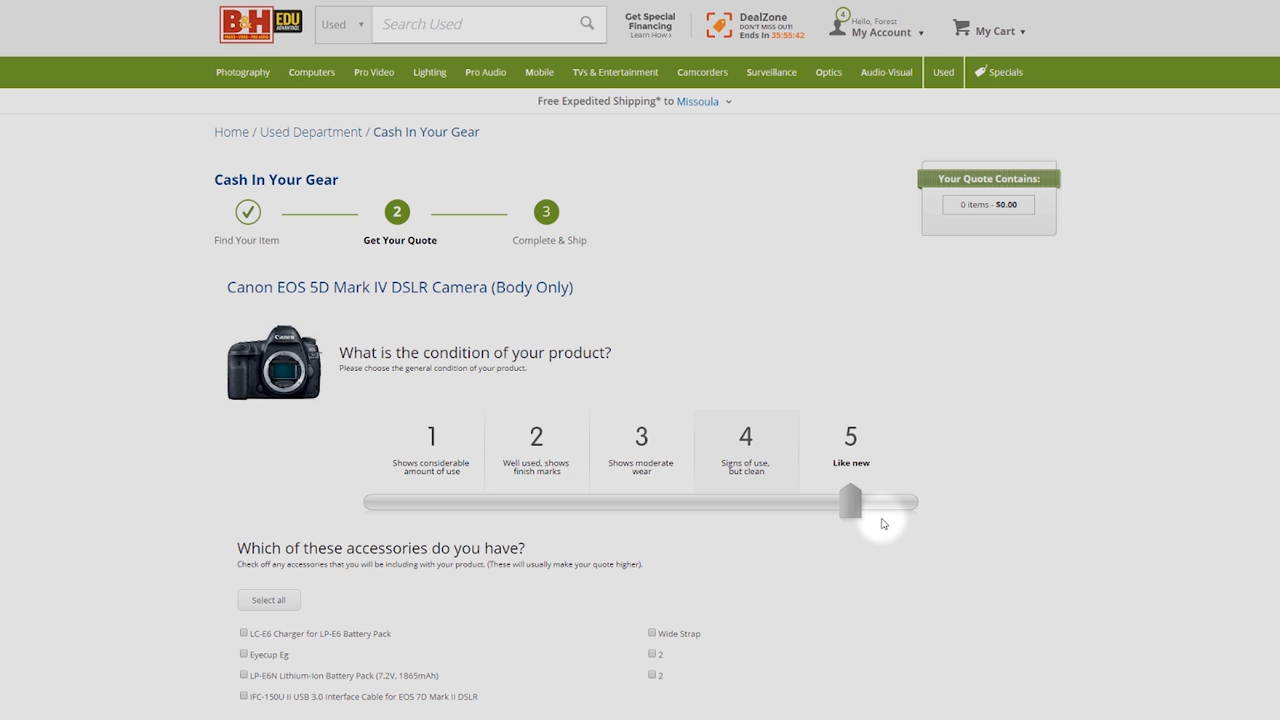 B&H
EDU
ADVANTAGE
PHOTO - VIDEO - PRO AUDIO
Used
Search Used
Get Special
Financing
Learn How ›
DealZone
DON'T MISS OUT!
Ends In 35:55:42
4
Hello, Forest
My Account
My Cart
Photography
Computers
Pro Video
Lighting
Pro Audio
Mobile
TVs & Entertainment
Camcorders
Surveillance
Optics
Audio-Visual
Used
Specials
Free Expedited Shipping* to Missoula
Home / Used Department / Cash In Your Gear
Cash In Your Gear
2
3
Find Your Item
Get Your Quote
Complete & Ship
Your Quote Contains:
0 items - $0.00
Canon EOS 5D Mark IV DSLR Camera (Body Only)
Canon
What is the condition of your product?
Please choose the general condition of your product.
1
Shows considerable
amount of use
2
Well used, shows
finish marks
3
Shows moderate
wear
4
Signs of use,
but clean
5
Like new
Which of these accessories do you have?
Check off any accessories that you will be including with your product. (These will usually make your quote higher).
Select all
LC-E6 Charger for LP-E6 Battery Pack
Eyecup Eg
LP-E6N Lithium-Ion Battery Pack (7.2V, 1865mAh)
IFC-150U II USB 3.0 Interface Cable for EOS 7D Mark II DSLR
Wide Strap
2
2